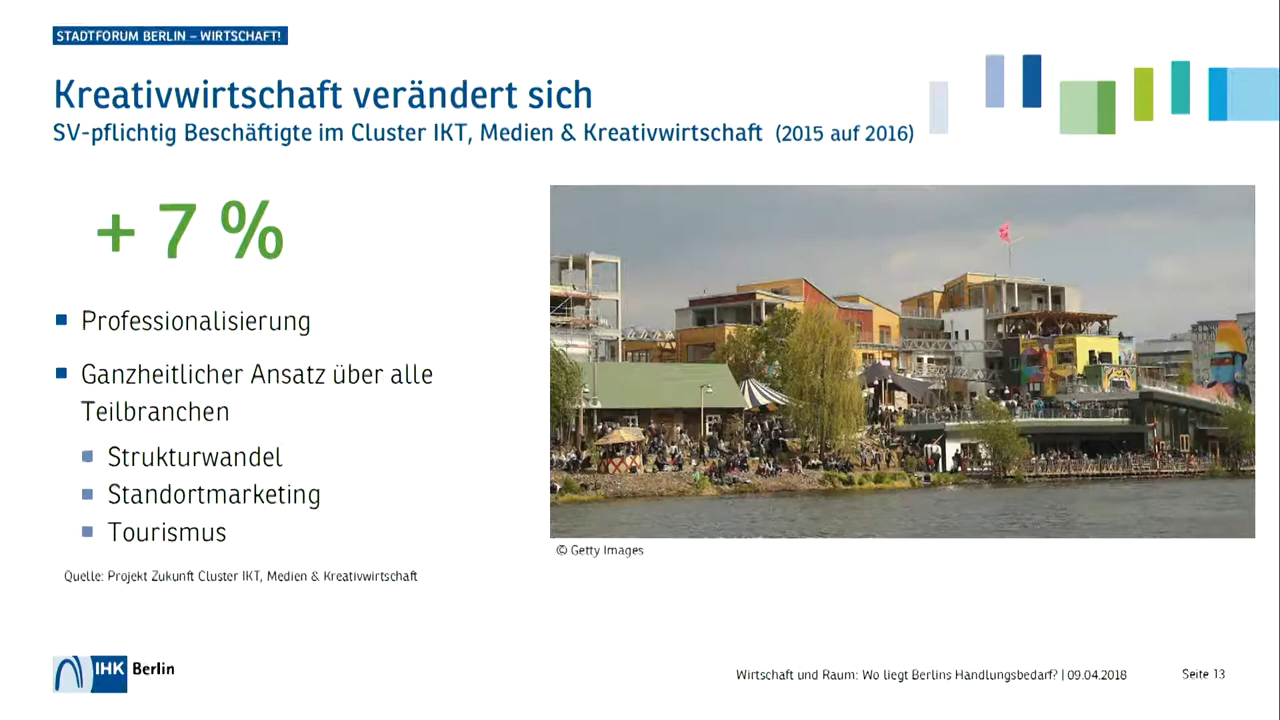 STADTFORUM BERLIN – WIRTSCHAFT!
Kreativwirtschaft verändert sich
SV-pflichtig Beschäftigte im Cluster IKT, Medien & Kreativwirtschaft (2015 auf 2016)
+ 7 %
Professionalisierung
Ganzheitlicher Ansatz über alle
Teilbranchen
Strukturwandel
Standortmarketing
Tourismus
© Getty Images
Quelle: Projekt Zukunft Cluster IKT, Medien & Kreativwirtschaft
IHK Berlin
Wirtschaft und Raum: Wo liegt Berlins Handlungsbedarf? | 09.04.2018
Seite 13